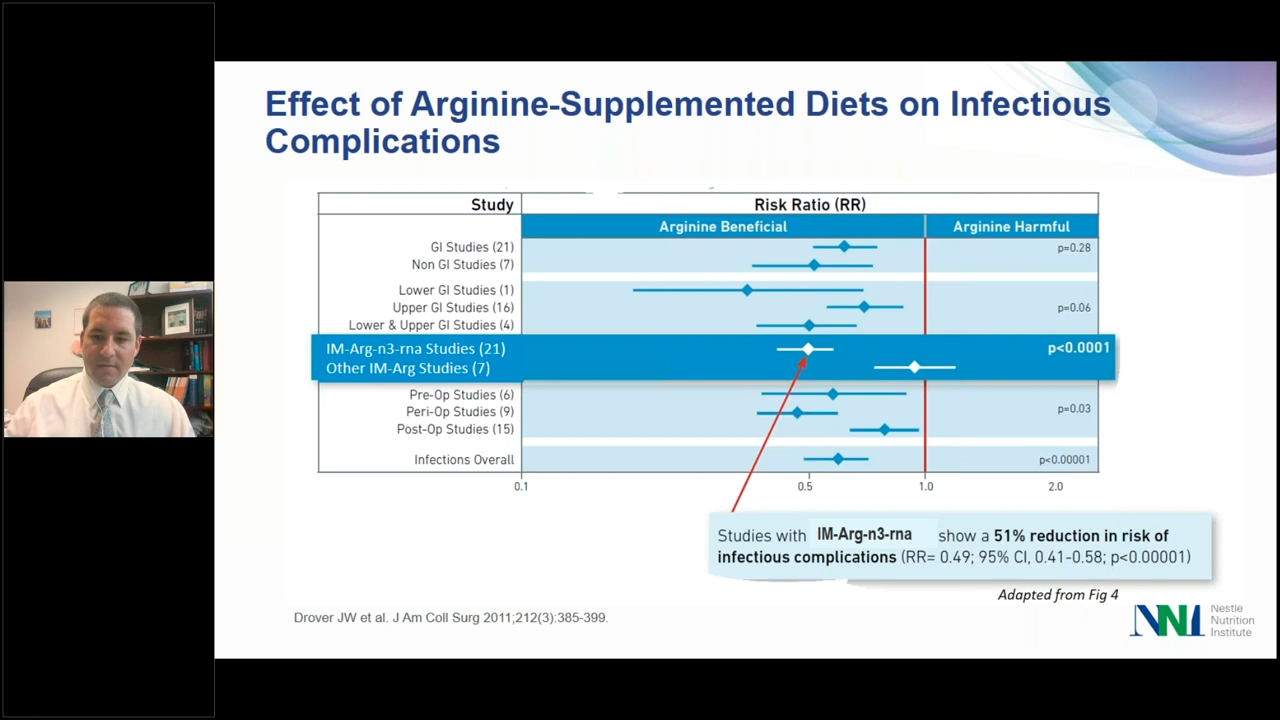 Effect of Arginine-Supplemented Diets on Infectious
Complications
Study
Risk Ratio (RR)
Arginine Beneficial
Arginine Harmful
GI Studies (21)
p=0.28
Non GI Studies (7)
Lower GI Studies (1)
Upper GI Studies (16)
p=0.06
Lower & Upper GI Studies (4)
IM-Arg-n3-rna Studies (21)
p<0.0001
Other IM-Arg Studies (7)
Pre-Op Studies (6)
Peri-Op Studies (9)
p=0.03
Post-Op Studies (15)
Infections Overall
p<0.00001
0.1
0.5
1.0
2.0
Studies with IM-Arg-n3-rna show a 51% reduction in risk of
infectious complications (RR= 0.49; 95% CI, 0.41-0.58; p<0.00001)
Adapted from Fig 4
Drover JW et al. J Am Coll Surg 2011;212(3):385-399.
NNI
Nestle
Nutrition
Institute